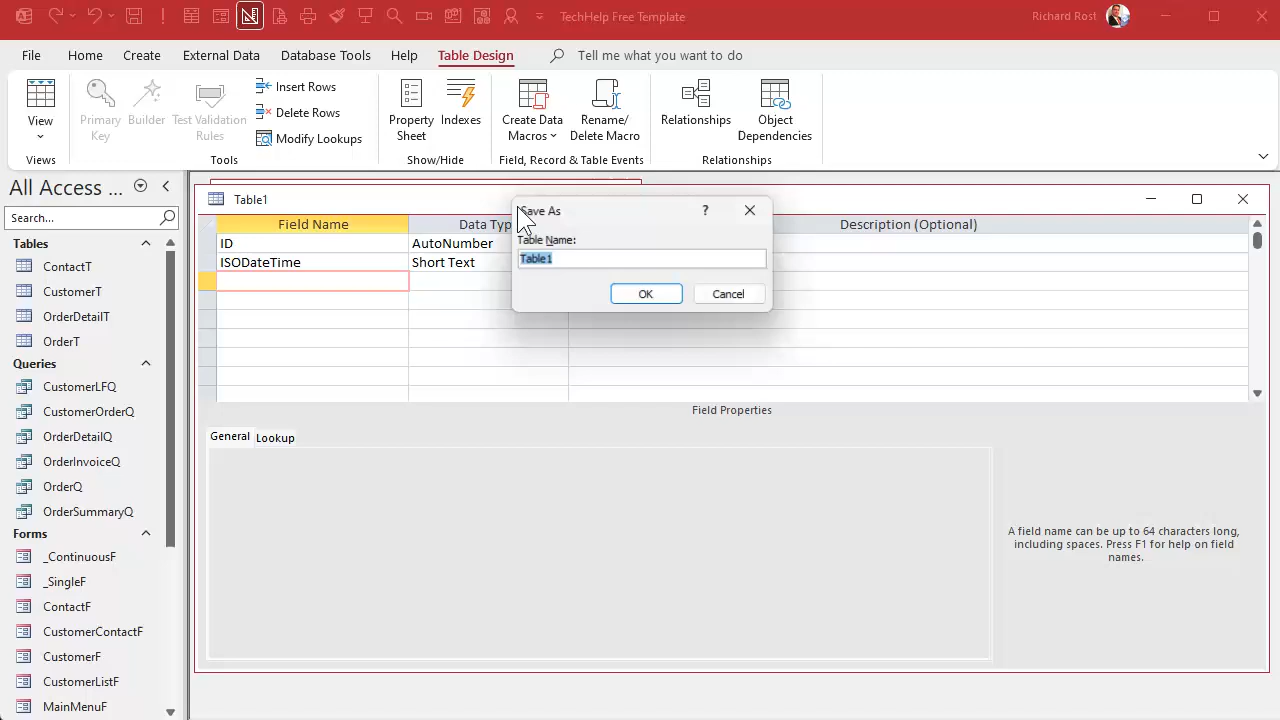 TechHelp Free Template
Richard Rost
File Home Create External Data Database Tools Help Table Design Tell me what you want to do
View
Primary Key
Builder
Test Validation Rules
Insert Rows
Delete Rows
Modify Lookups
Property Sheet
Indexes
Create Data Macros
Rename/ Delete Macro
Relationships
Object Dependencies
Views Tools Show/Hide Field, Record & Table Events Relationships
All Access ...
Search...
Tables
ContactT
CustomerT
OrderDetailT
OrderT
Queries
CustomerLFQ
CustomerOrderQ
OrderDetailQ
OrderInvoiceQ
OrderQ
OrderSummaryQ
Forms
_ContinuousF
_SingleF
ContactF
CustomerContactF
CustomerF
CustomerListF
MainMenuF
Table1
Field Name Data Typ Description (Optional)
ID AutoNumber
ISODateTime Short Text
Save As
?
Table Name:
Table1
OK Cancel
Field Properties
General Lookup
A field name can be up to 64 characters long,
including spaces. Press F1 for help on field
names.